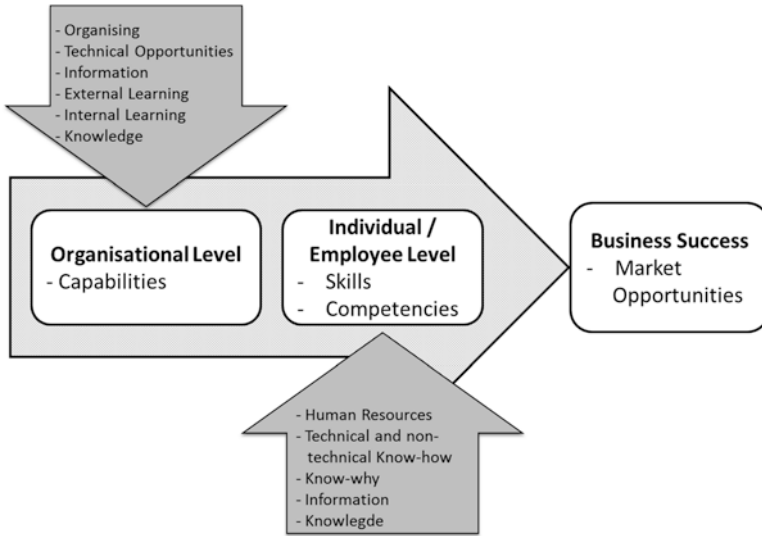 - Organising
- Technical Opportunities
- Information
- External Learning
- Internal Learning
- Knowledge
Organisational Level
- Capabilities
Individual /
Employee Level
- Skills
- Competencies
Business Success
- Market
Opportunities
- Human Resources
- Technical and non-
technical Know-how
- Know-why
- Information
- Knowlegde